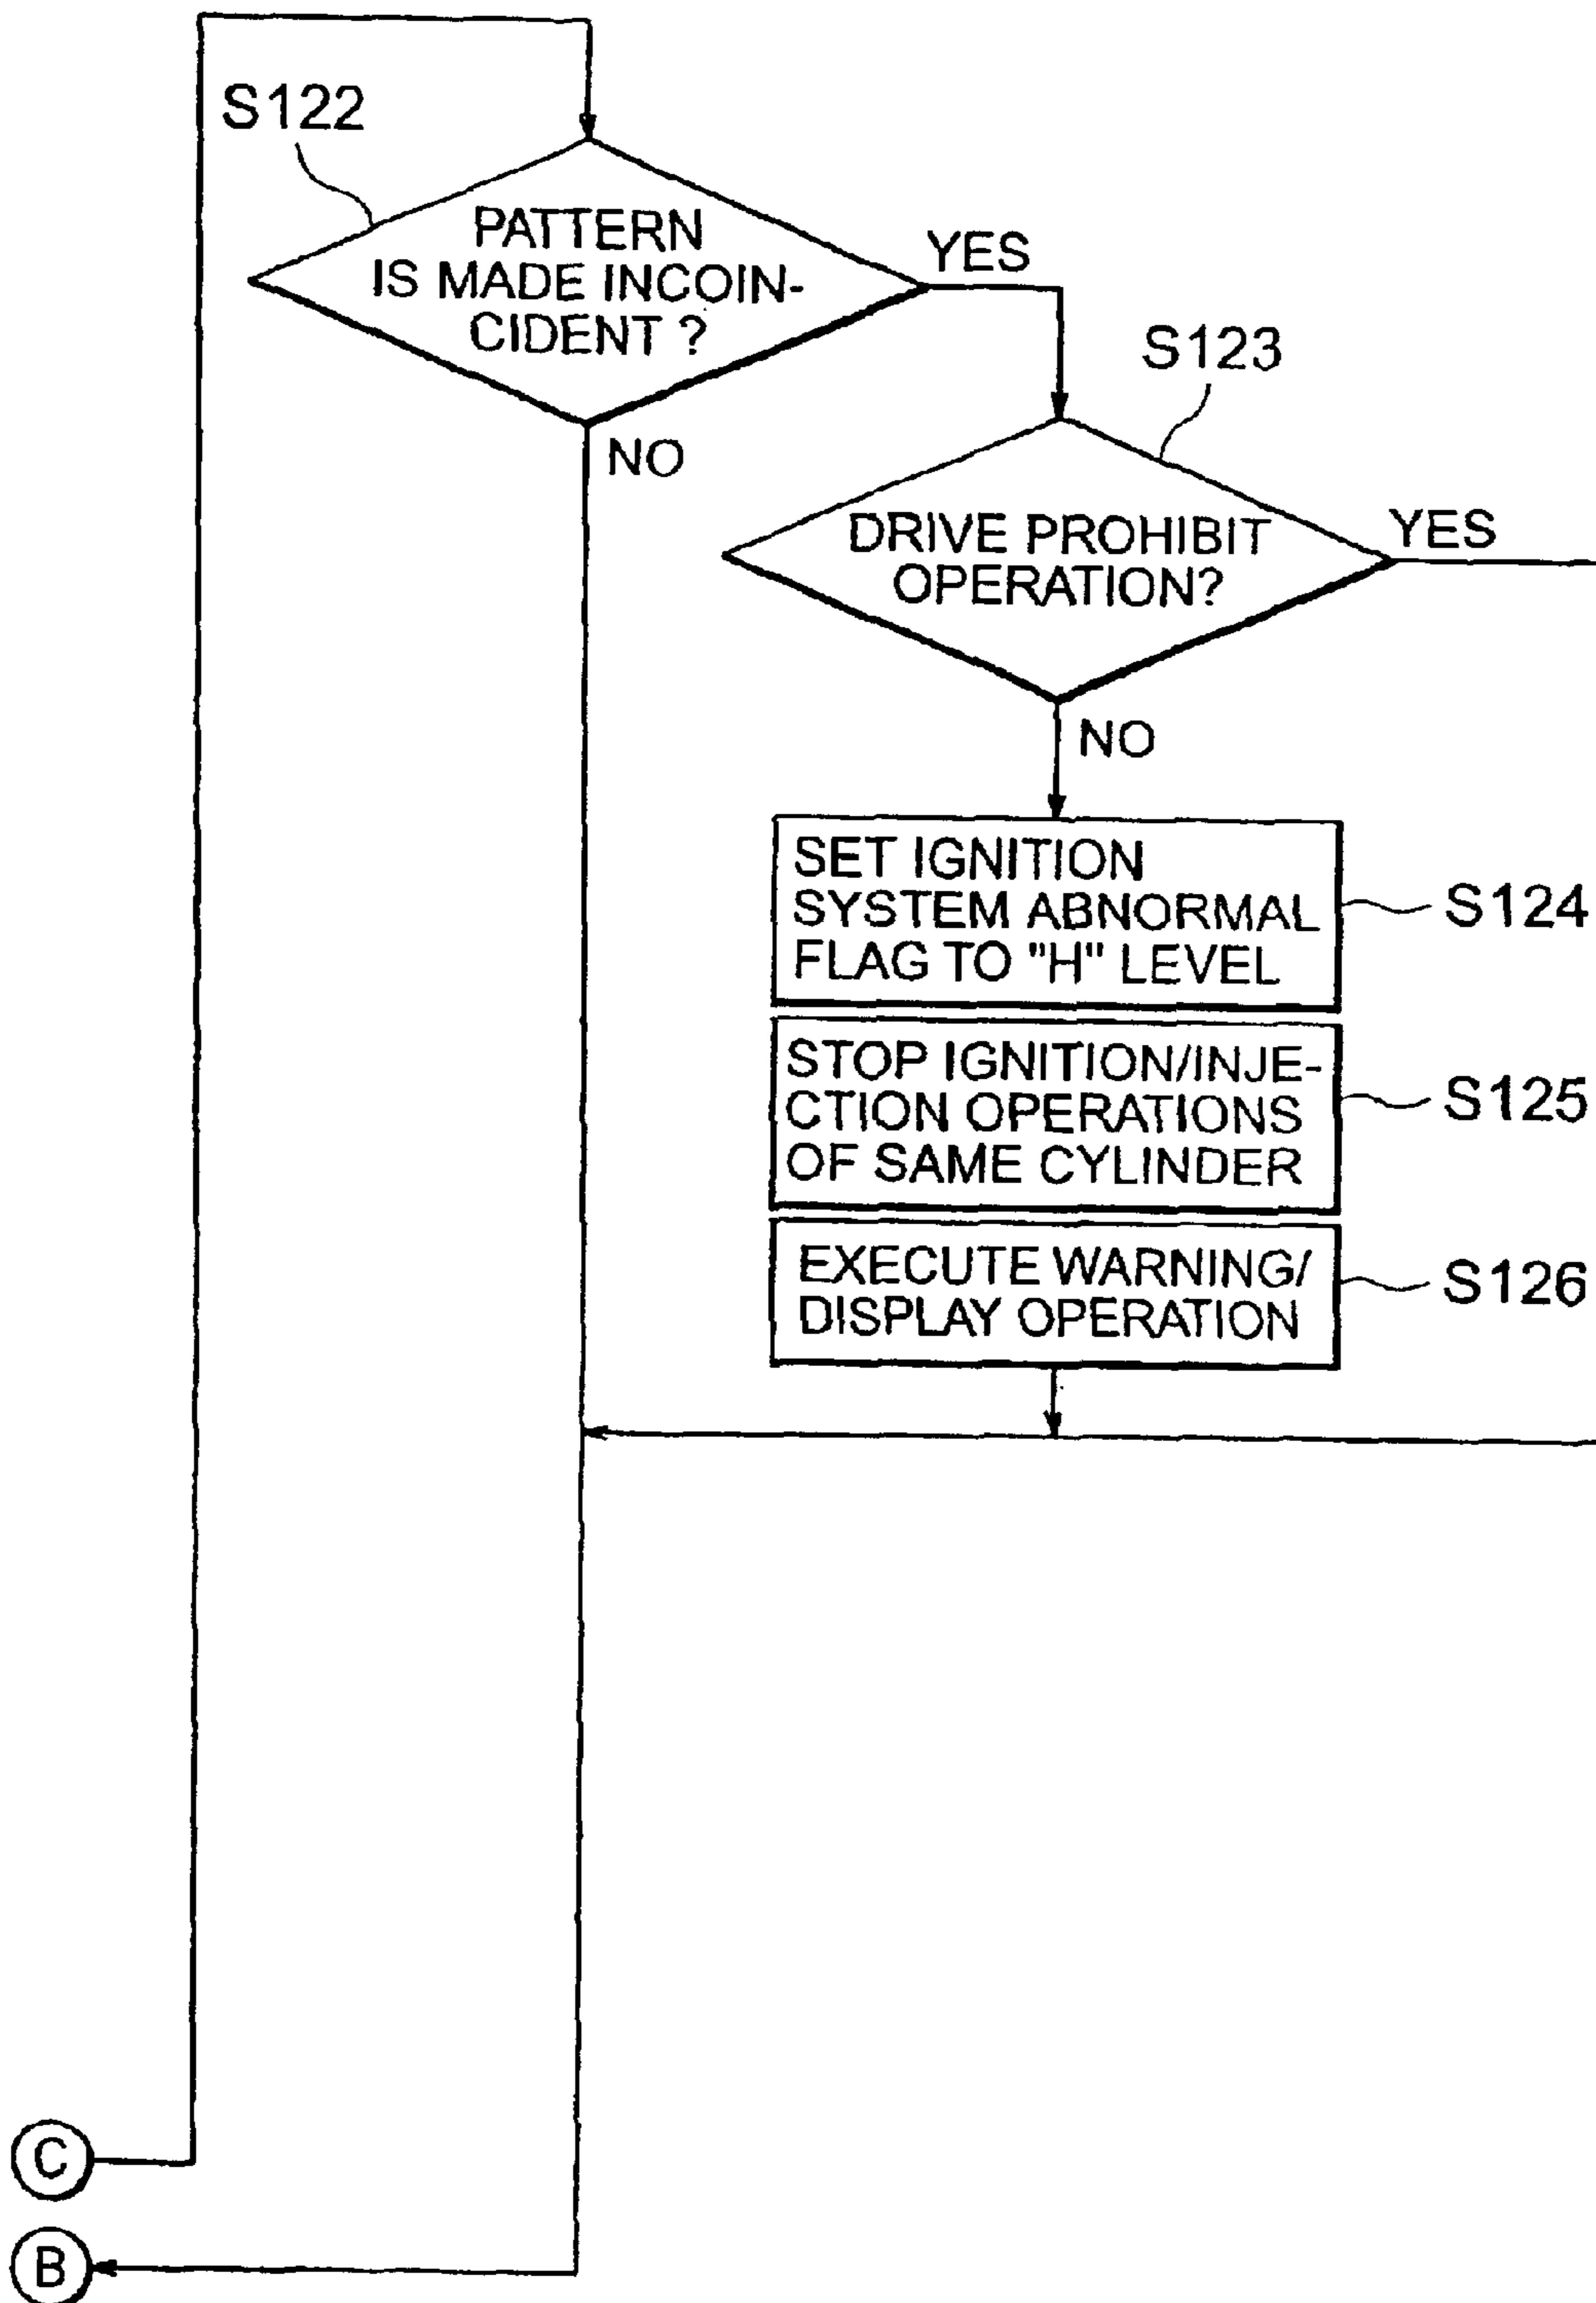 S122
PATTERN
IS MADE INCOIN-
CIDENT ?
YES
NO
S123
DRIVE PROHIBIT
OPERATION?
YES
NO
SET IGNITION
SYSTEM ABNORMAL
FLAG TO "H" LEVEL
S124
STOP IGNITION/INJE-
CTION OPERATIONS
OF SAME CYLINDER
S125
EXECUTE WARNING/
DISPLAY OPERATION
S126
C
B